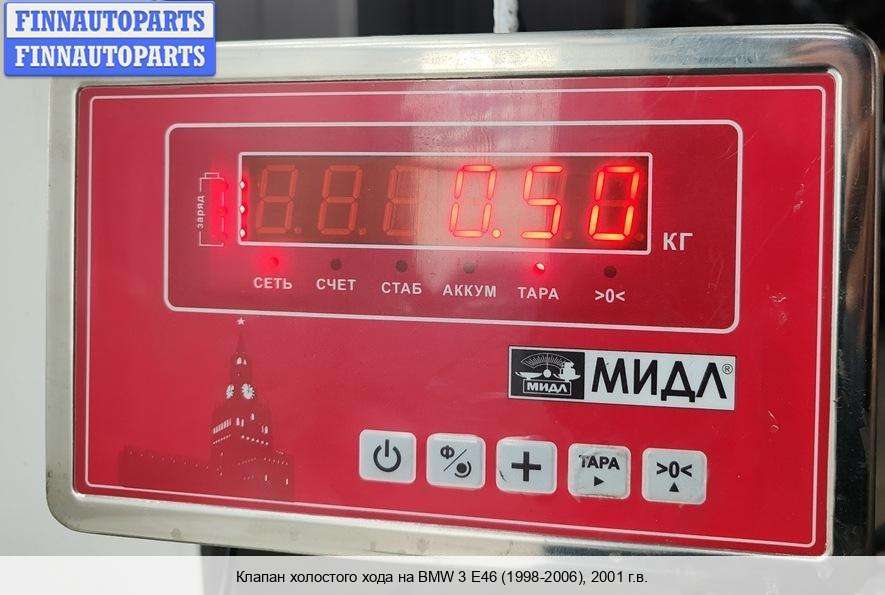 FINNAUTOPARTS
FINNAUTOPARTS
заряд
0.50
КГ
СЕТЬ СЧЕТ СТАБ АККУМ ТАРА >0<
МИДЛ МИДЛ®
Ф ТАРА >0<
Клапан холостого хода на BMW 3 E46 (1998-2006), 2001 г.в.